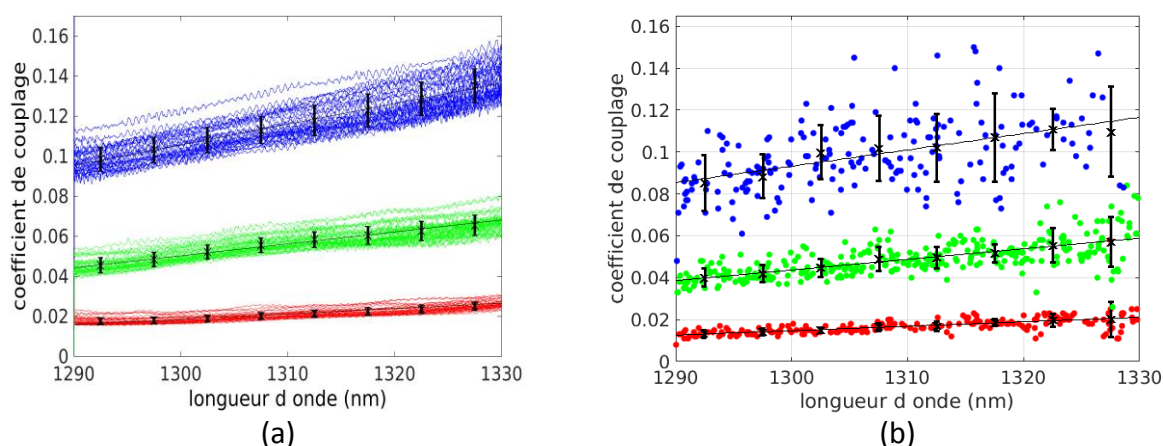 0.16
0.14
0.12
0.1
0.08
0.06
0.04
0.02
0
coefficient de couplage
1290 1300 1310 1320 1330
longueur d onde (nm)
(a)
0.16
0.14
0.12
0.1
0.08
0.06
0.04
0.02
0
coefficient de couplage
1290 1300 1310 1320 1330
longueur d onde (nm)
(b)